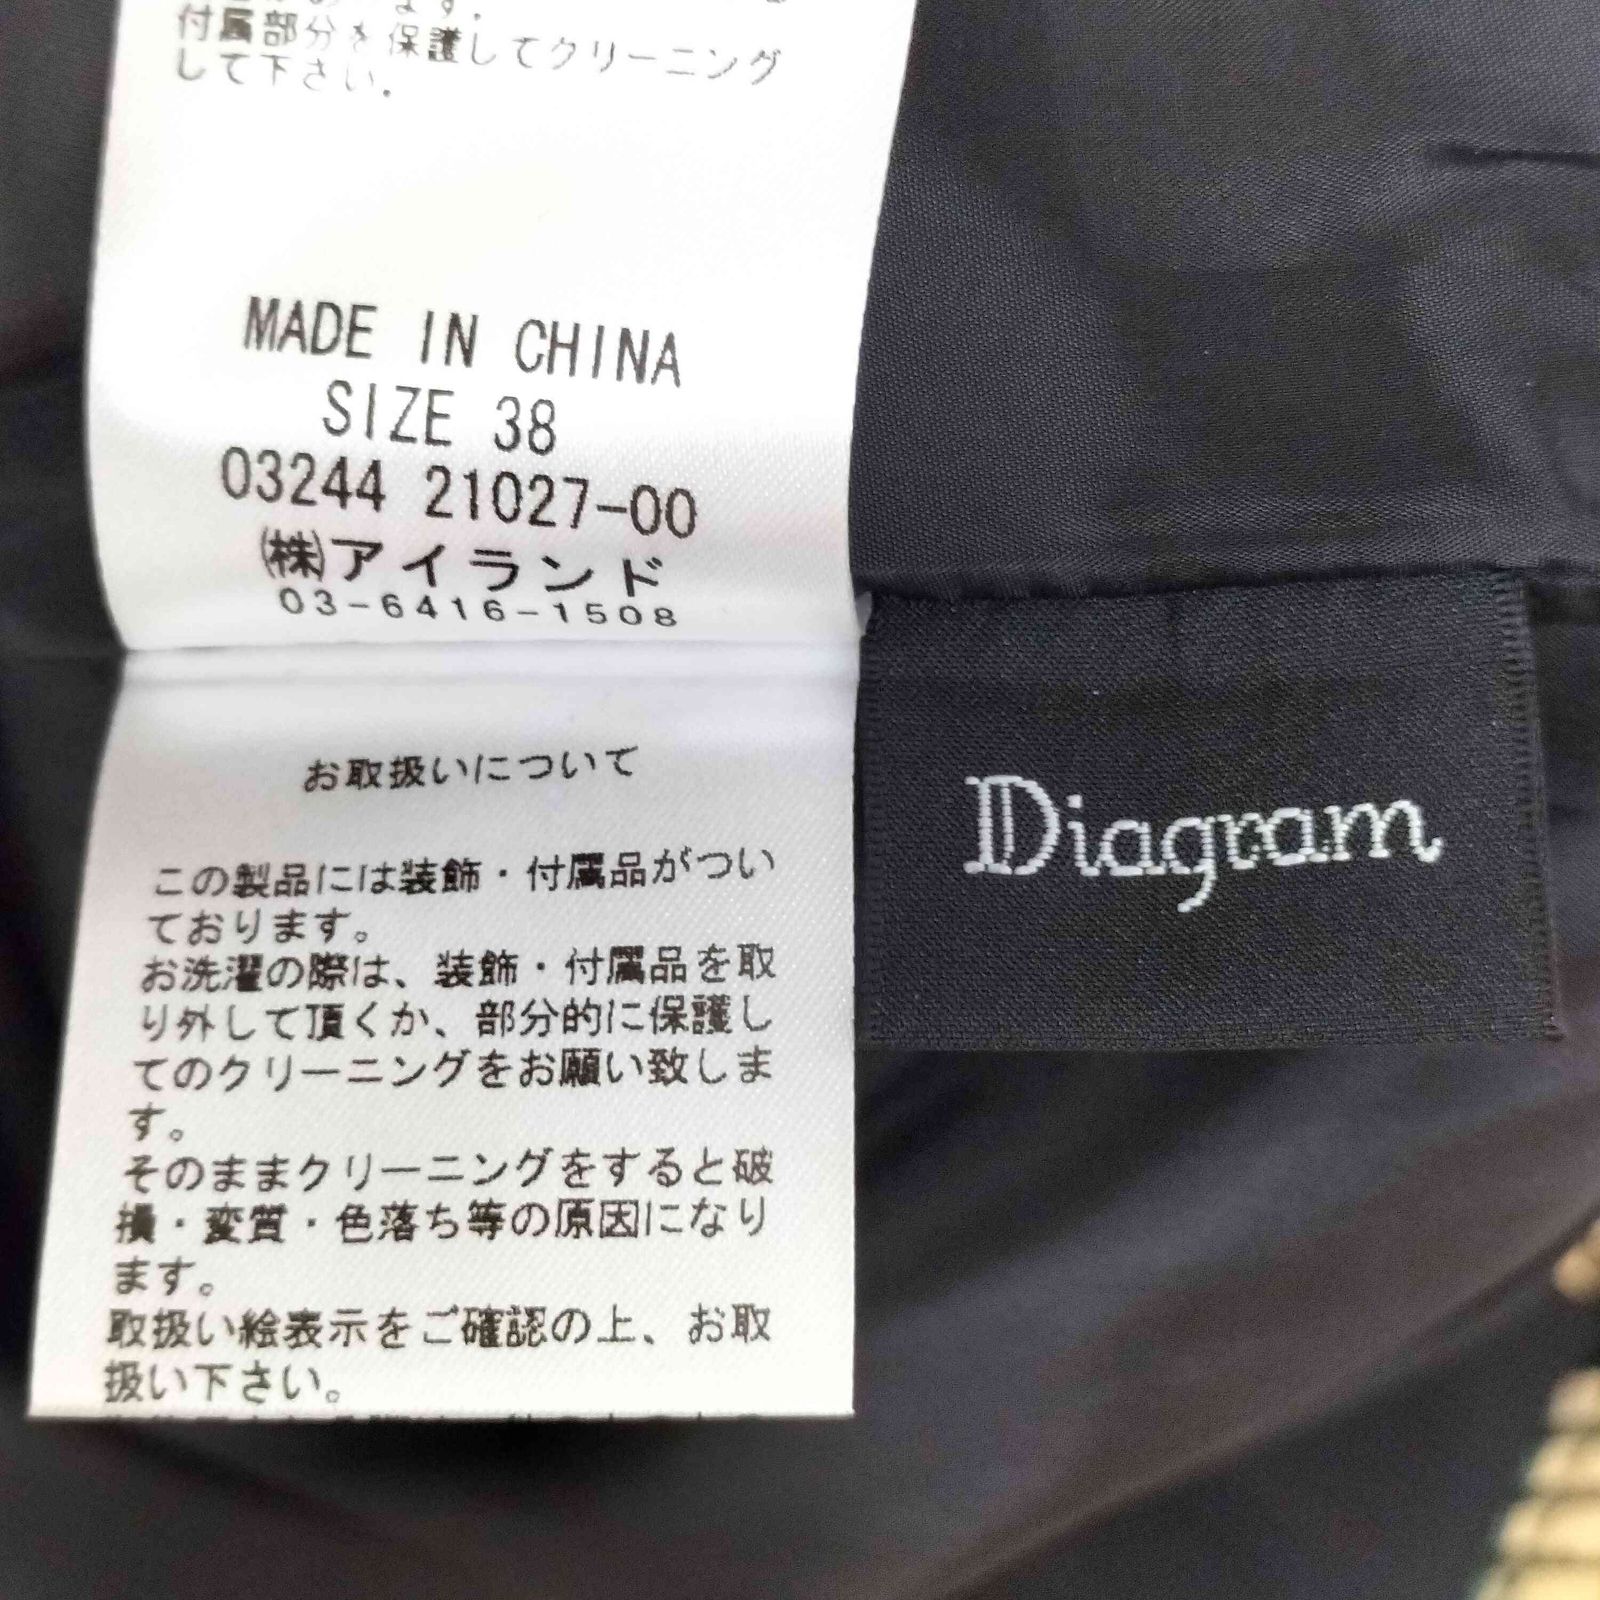 付属部分を保護してクリーニング
して下さい.
MADE IN CHINA
SIZE 38
03244 21027-00
㈱アイランド
03-6416-1508
Diagram
お取扱いについて
この製品には装飾・付属品がつい
ております。
お洗濯の際は、装飾・付属品を取
り外して頂くか、部分的に保護し
てのクリーニングをお願い致しま
す。
そのままクリーニングをすると破
損・変質・色落ち等の原因になり
ます。
取扱い絵表示をご確認の上、お取
扱い下さい。